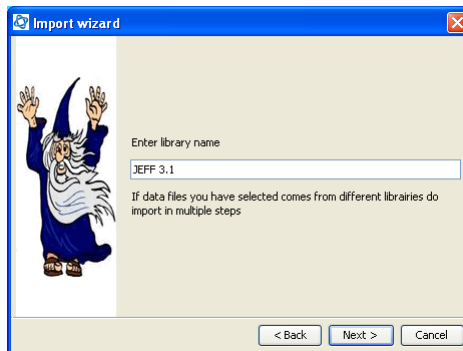 Import wizard
Enter library name
JEFF 3.1
If data files you have selected comes from different librairies do
import in multiple steps
< Back Next > Cancel